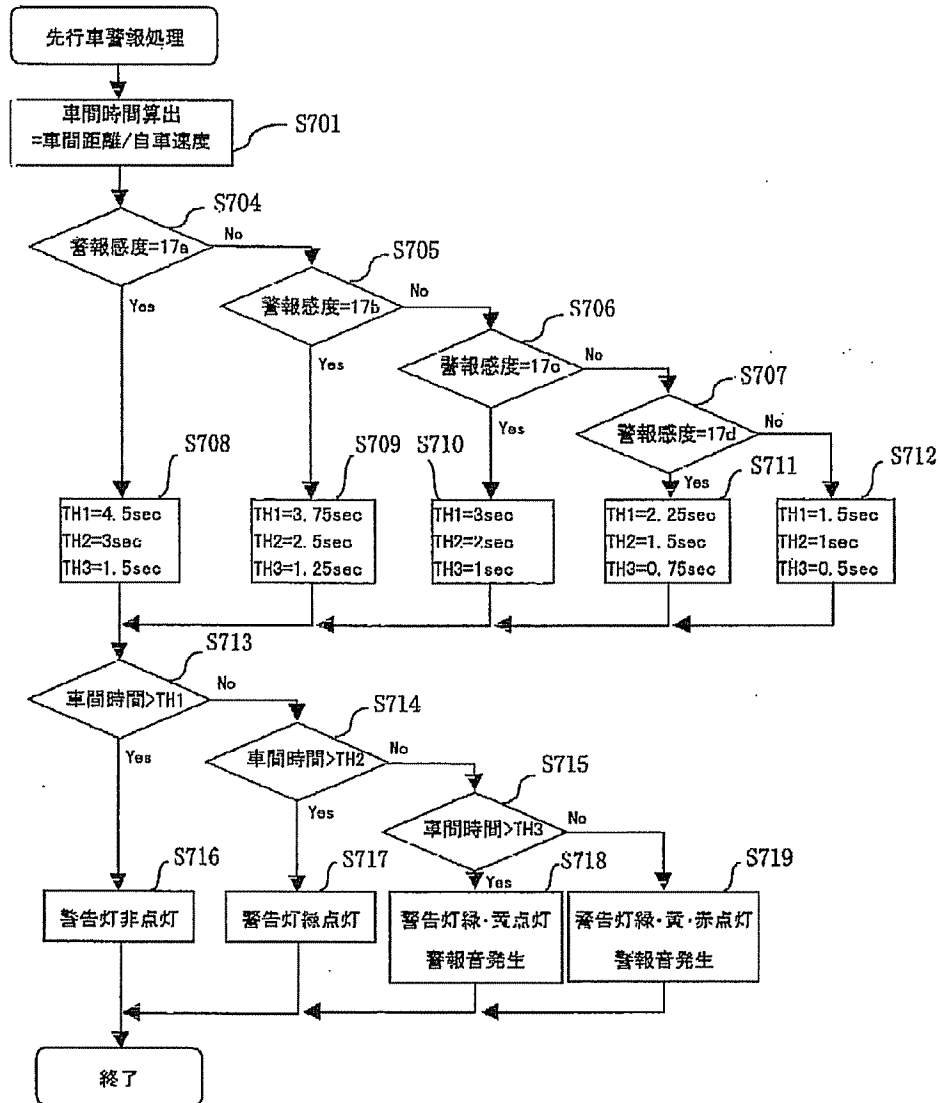 先行車警報処理
車間時間算出
=車間距離/自車速度
S701
S704
警報感度=17a
No
Yes
S705
警報感度=17b
No
Yes
S706
警報感度=17c
No
Yes
S707
警報感度=17d
No
Yes
S708
TH1=4.5sec
TH2=3sec
TH3=1.5sec
S709
TH1=3.75sec
TH2=2.5sec
TH3=1.25sec
S710
TH1=3sec
TH2=2sec
TH3=1sec
S711
TH1=2.25sec
TH2=1.5sec
TH3=0.75sec
S712
TH1=1.5sec
TH2=1sec
TH3=0.5sec
S713
車間時間>TH1
No
Yes
S714
車間時間>TH2
No
Yes
S715
車間時間>TH3
No
Yes
S716
警告灯非点灯
S717
警告灯緑点灯
S718
警告灯緑・黄点灯
警報音発生
S719
警告灯緑・黄・赤点灯
警報音発生
終了